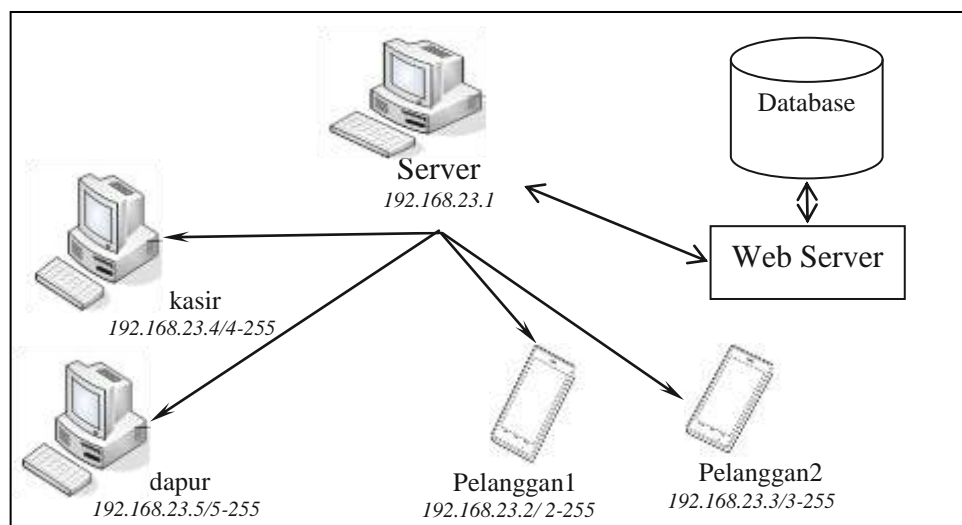 Database
Server
192.168.23.1
Web Server
kasir
192.168.23.4/4-255
dapur
192.168.23.5/5-255
Pelanggan1
192.168.23.2/ 2-255
Pelanggan2
192.168.23.3/3-255